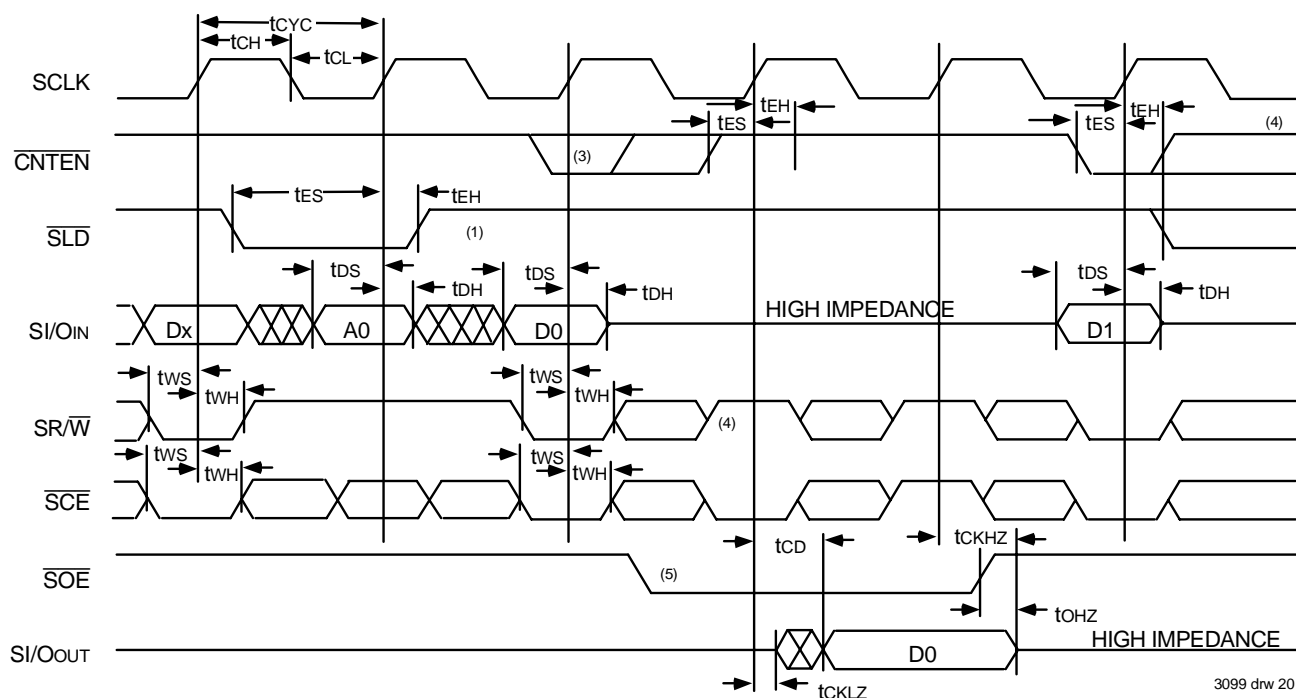 tCYC
tCH
tCL
SCLK
tES
tEH
tES
tEH
(4)
CNTEN
(3)
tES
tEH
SLD
(1)
tDS
tDH
tDS
tDH
HIGH IMPEDANCE
tDS
tDH
SI/OIN
Dx
A0
D0
D1
tWS
tWH
tWS
tWH
SR/W
(4)
tWS
tWH
tWS
tWH
SCE
tCD
tCKHZ
SOE
(5)
tOHZ
SI/OOUT
D0
HIGH IMPEDANCE
tCKLZ
3099 drw 20